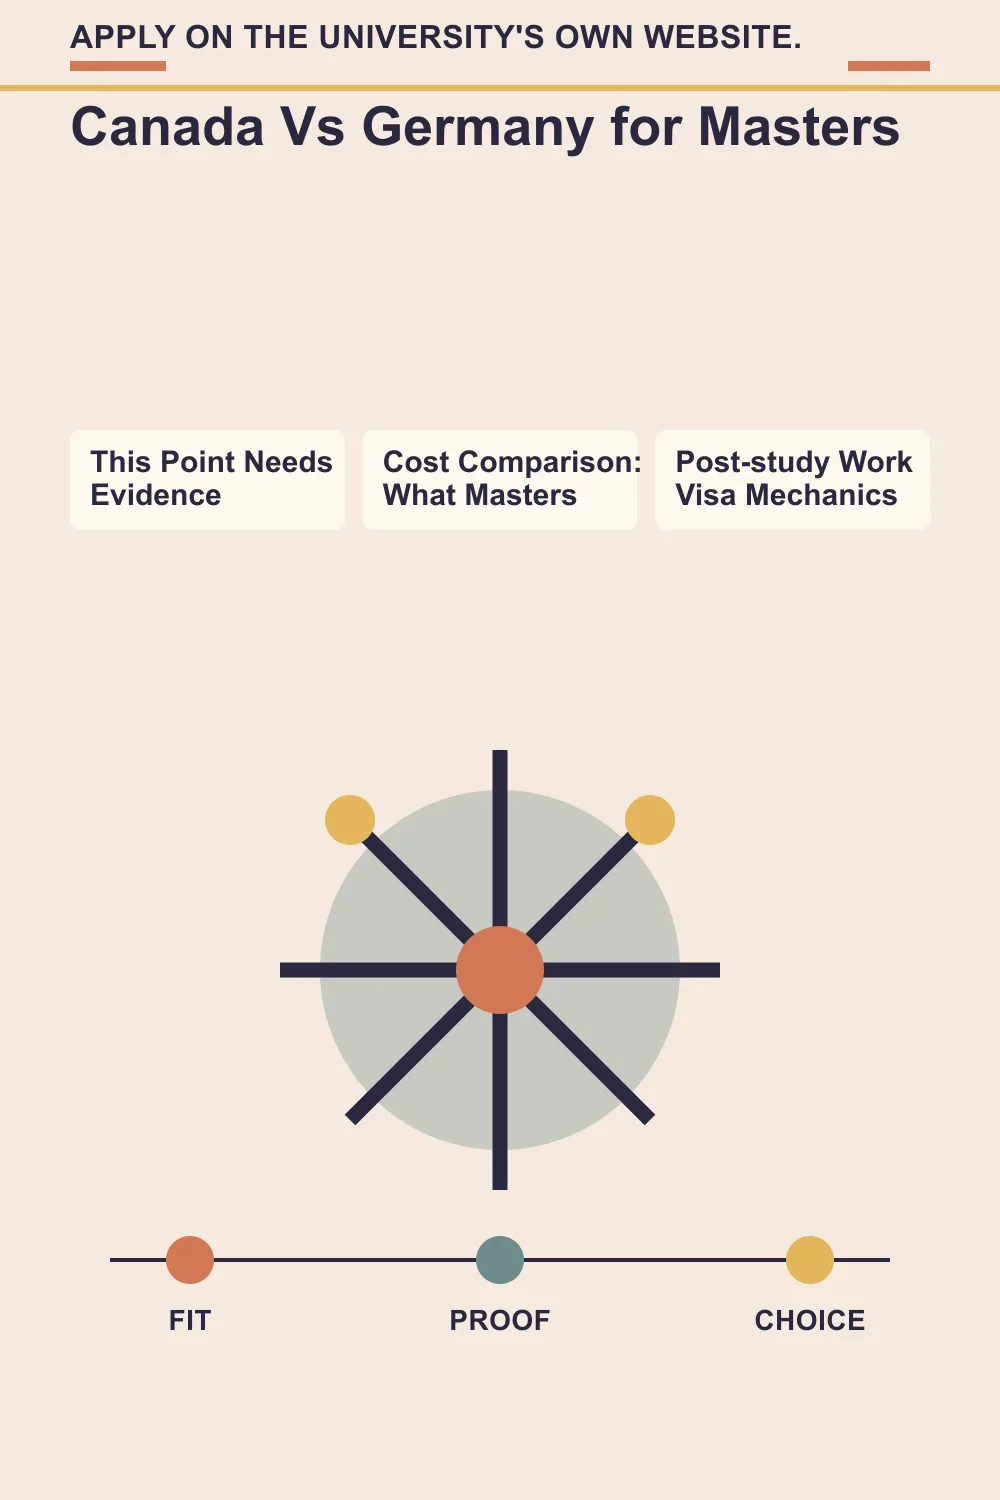 APPLY ON THE UNIVERSITY'S OWN WEBSITE.
Canada Vs Germany for Masters
This Point Needs
Evidence
Cost Comparison:
What Masters
Post-study Work
Visa Mechanics
FIT
PROOF
CHOICE